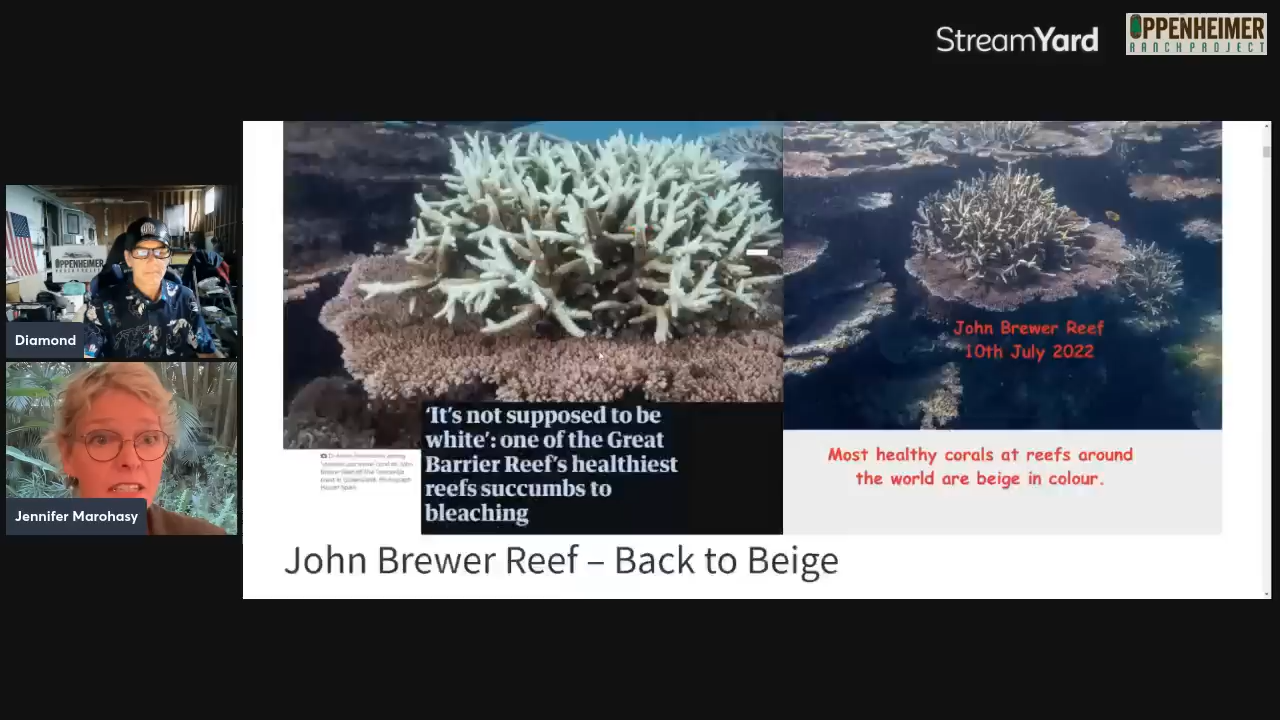 StreamYard
OPPENHEIMER
RANCH PROJECT
OPPENHEIMER
Diamond
Jennifer Marohasy
John Brewer Reef
10th July 2022
'It's not supposed to be
white': one of the Great
Barrier Reef's healthiest
reefs succumbs to
bleaching
Most healthy corals at reefs around
the world are beige in colour.
John Brewer Reef – Back to Beige